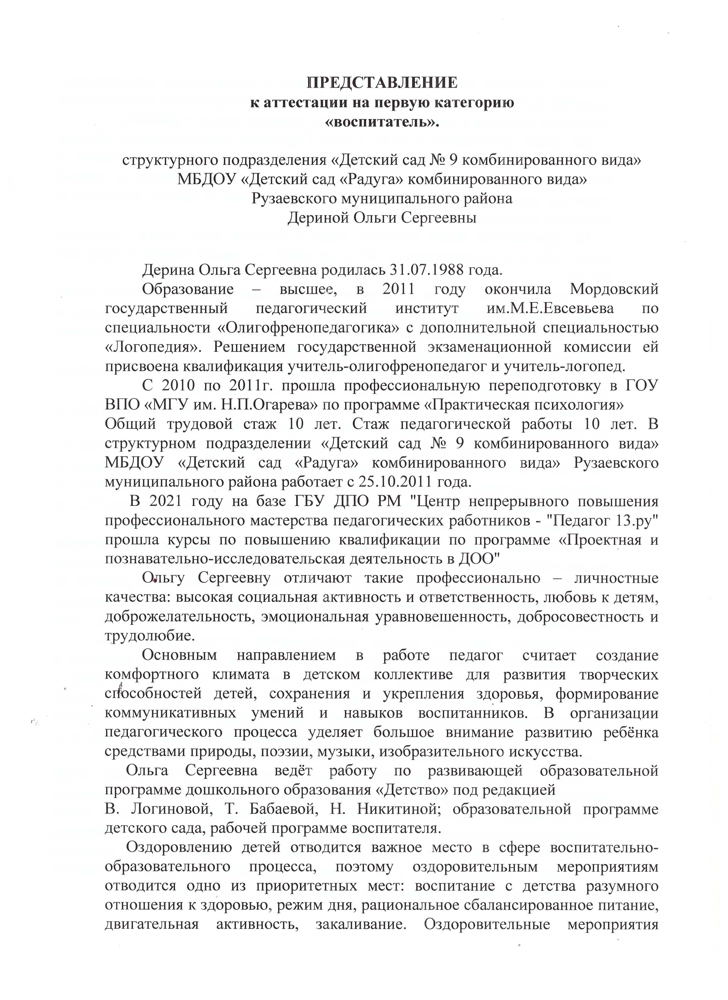 ПРЕДСТАВЛЕНИЕ
к аттестации на первую категорию
«воспитатель».
структурного подразделения «Детский сад № 9 комбинированного вида»
МБДОУ «Детский сад «Радуга» комбинированного вида»
Рузаевского муниципального района
Дериной Ольги Сергеевны
Дерина Ольга Сергеевна родилась 31.07.1988 года.
Образование – высшее, в 2011 году окончила Мордовский
государственный педагогический институт им.М.Е.Евсевьева по
специальности «Олигофренопедагогика» с дополнительной специальностью
«Логопедия». Решением государственной экзаменационной комиссии ей
присвоена квалификация учитель-олигофренопедагог и учитель-логопед.
С 2010 по 2011г. прошла профессиональную переподготовку в ГОУ
ВПО «МГУ им. Н.П.Огарева» по программе «Практическая психология»
Общий трудовой стаж 10 лет. Стаж педагогической работы 10 лет. В
структурном подразделении «Детский сад № 9 комбинированного вида»
МБДОУ «Детский сад «Радуга» комбинированного вида» Рузаевского
муниципального района работает с 25.10.2011 года.
В 2021 году на базе ГБУ ДПО РМ "Центр непрерывного повышения
профессионального мастерства педагогических работников - "Педагог 13.ру"
прошла курсы по повышению квалификации по программе «Проектная и
познавательно-исследовательская деятельность в ДОО"
Ольгу Сергеевну отличают такие профессионально – личностные
качества: высокая социальная активность и ответственность, любовь к детям,
доброжелательность, эмоциональная уравновешенность, добросовестность и
трудолюбие.
Основным направлением в работе педагог считает создание
комфортного климата в детском коллективе для развития творческих
способностей детей, сохранения и укрепления здоровья, формирование
коммуникативных умений и навыков воспитанников. В организации
педагогического процесса уделяет большое внимание развитию ребёнка
средствами природы, поэзии, музыки, изобразительного искусства.
Ольга Сергеевна ведёт работу по развивающей образовательной
программе дошкольного образования «Детство» под редакцией
В. Логиновой, Т. Бабаевой, Н. Никитиной; образовательной программе
детского сада, рабочей программе воспитателя.
Оздоровлению детей отводится важное место в сфере воспитательно-
образовательного процесса, поэтому оздоровительным мероприятиям
отводится одно из приоритетных мест: воспитание с детства разумного
отношения к здоровью, режим дня, рациональное сбалансированное питание,
двигательная активность, закаливание. Оздоровительные мероприятия